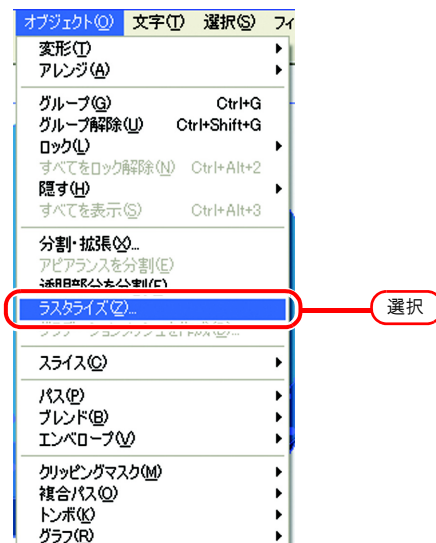 オブジェクト(O) 文字(T) 選択(S) フィ
変形(T)
アレンジ(A)
グループ(G) Ctrl+G
グループ解除(U) Ctrl+Shift+G
ロック(L)
すべてをロック解除(N) Ctrl+Alt+2
隠す(H)
すべてを表示(S) Ctrl+Alt+3
分割・拡張(X)...
アピアランスを分割(E)
透明部分を分割(F)...
ラスタライズ(Z)...
選択
スライス(C)
パス(P)
ブレンド(B)
エンベロープ(V)
クリッピングマスク(M)
複合パス(O)
トンボ(K)
グラフ(R)